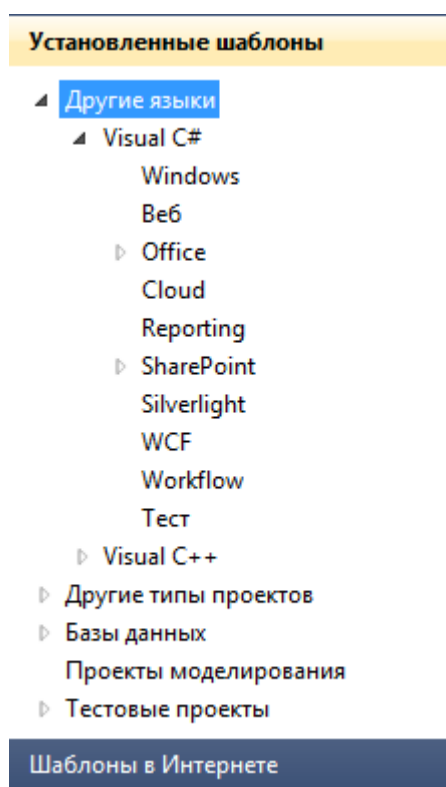 Установленные шаблоны
Другие языки
Visual C#
Windows
Веб
Office
Cloud
Reporting
SharePoint
Silverlight
WCF
Workflow
Тест
Visual C++
Другие типы проектов
Базы данных
Проекты моделирования
Тестовые проекты
Шаблоны в Интернете